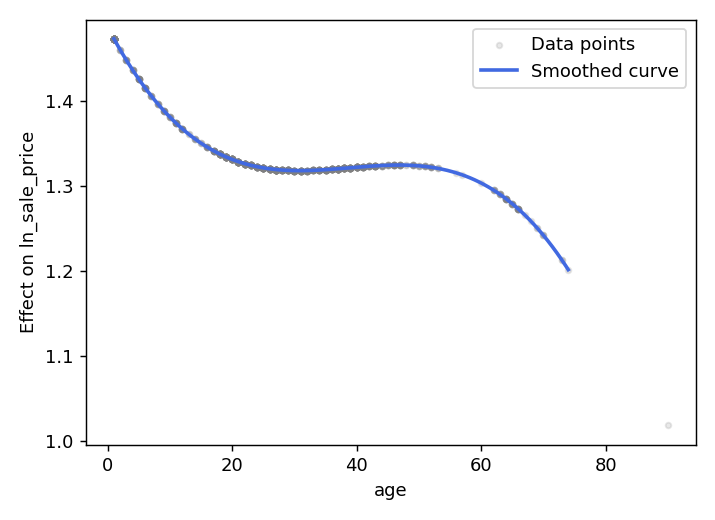 Data points
Smoothed curve
1.4
1.3
1.2
1.1
1.0
Effect on ln_sale_price
0
20
40
60
80
age